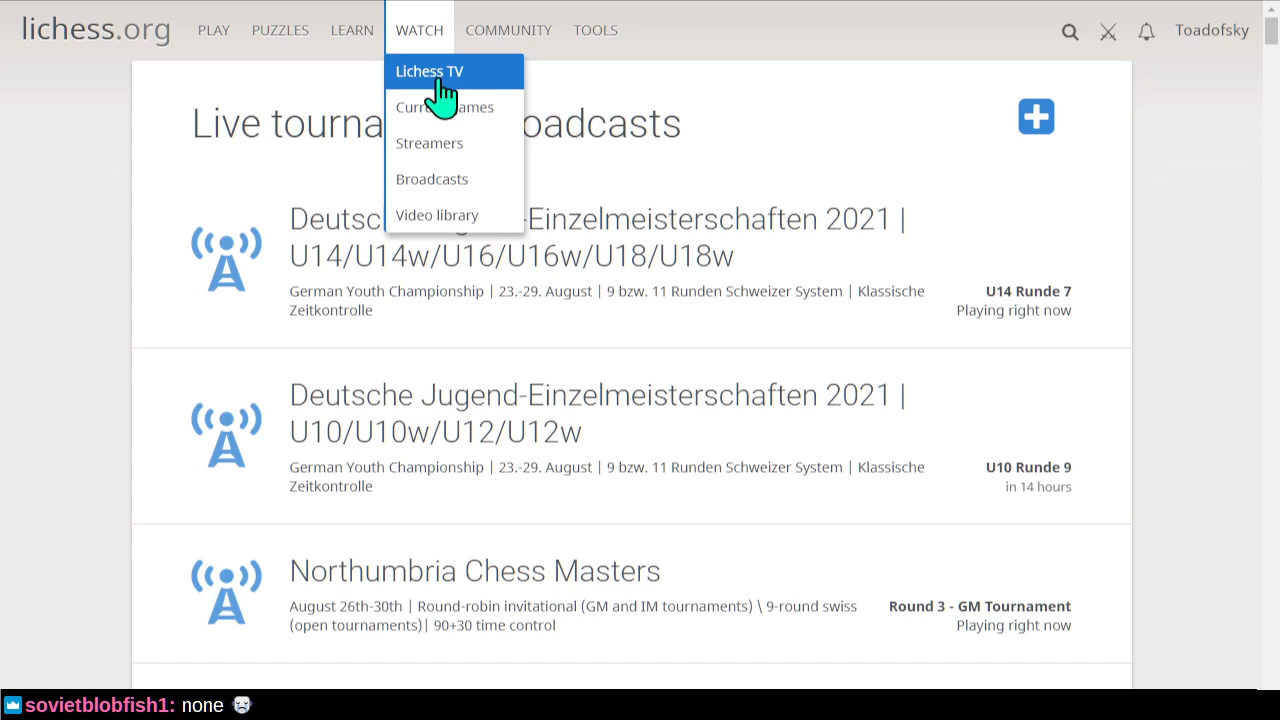 lichess.org PLAY PUZZLES LEARN WATCH COMMUNITY TOOLS Toadofsky
Lichess TV
Games
Streamers
Broadcasts
Video library
Live
-Einzelmeisterschaften 2021 |
U14/U14w/U16/U16w/U18/U18w
German Youth Championship | 23.-29. August | 9 bzw. 11 Runden Schweizer System | Klassische
Zeitkontrolle
U14 Runde 7
Playing right now
Deutsche Jugend-Einzelmeisterschaften 2021 |
U10/U10w/U12/U12w
German Youth Championship | 23.-29. August | 9 bzw. 11 Runden Schweizer System | Klassische
Zeitkontrolle
U10 Runde 9
in 14 hours
Northumbria Chess Masters
August 26th-30th | Round-robin invitational (GM and IM tournaments) \ 9-round swiss
(open tournaments)| 90+30 time control
Round 3 - GM Tournament
Playing right now
sovietblobfish1: none